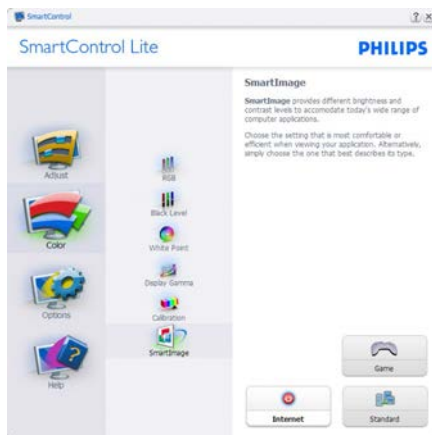 SmartControl
SmartControl Lite
PHILIPS
Adjust
Color
Options
Help
RGB
Black Level
White Point
Display Gamma
Calibration
SmartImage
SmartImage
SmartImage provides different brightness and
contrast levels to accomodate today's wide range of
computer applications.
Choose the setting that is most comfortable or
efficient when viewing your application. Alternatively,
simply choose the one that best describes its type.
Game
Internet
Standard